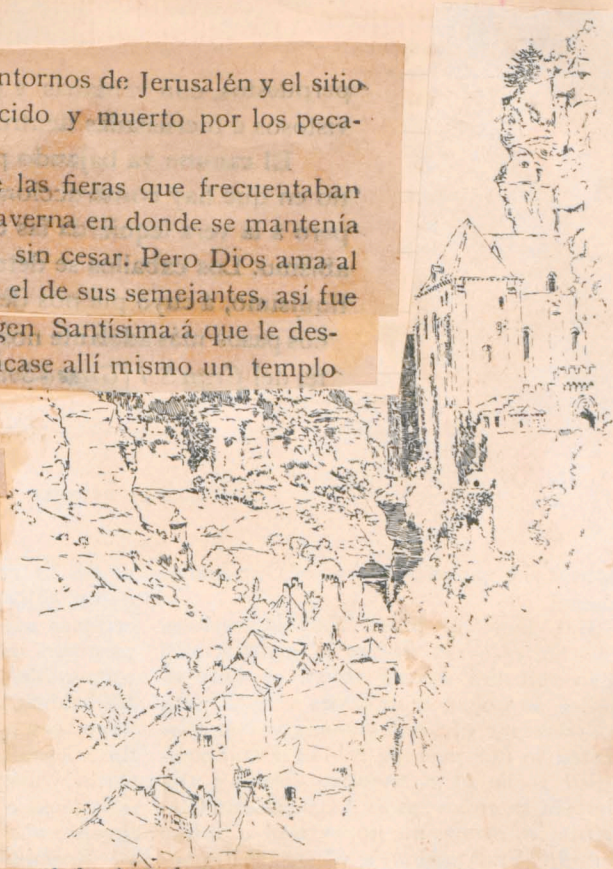 ntornos de Jerusalén y el sitio
cido y muerto por los peca-
las fieras que frecuentaban
averna en donde se mantenía
sin cesar. Pero Dios ama al
el de sus semejantes, así fue
gen Santísima á que le des-
case allí mismo un templo